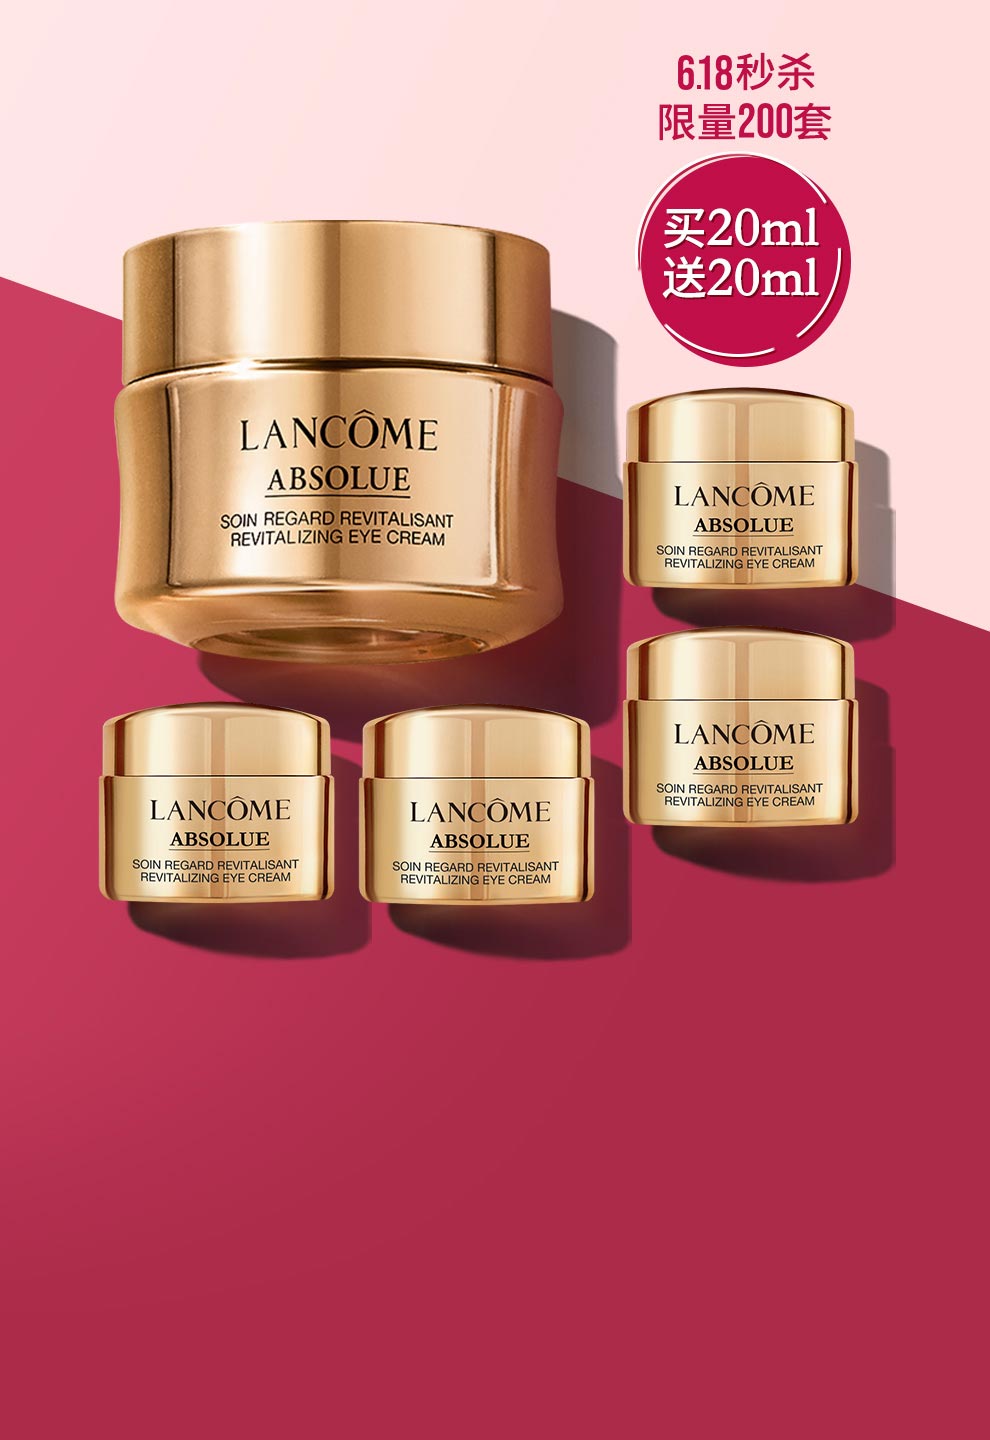 6.18秒杀
限量200套
买20ml
送20ml
LANCÔME
ABSOLUE
SOIN REGARD REVITALISANT
REVITALIZING EYE CREAM
LANCÔME
ABSOLUE
SOIN REGARD REVITALISANT
REVITALIZING EYE CREAM
LANCÔME
ABSOLUE
SOIN REGARD REVITALISANT
REVITALIZING EYE CREAM
LANCÔME
ABSOLUE
SOIN REGARD REVITALISANT
REVITALIZING EYE CREAM
LANCÔME
ABSOLUE
SOIN REGARD REVITALISANT
REVITALIZING EYE CREAM